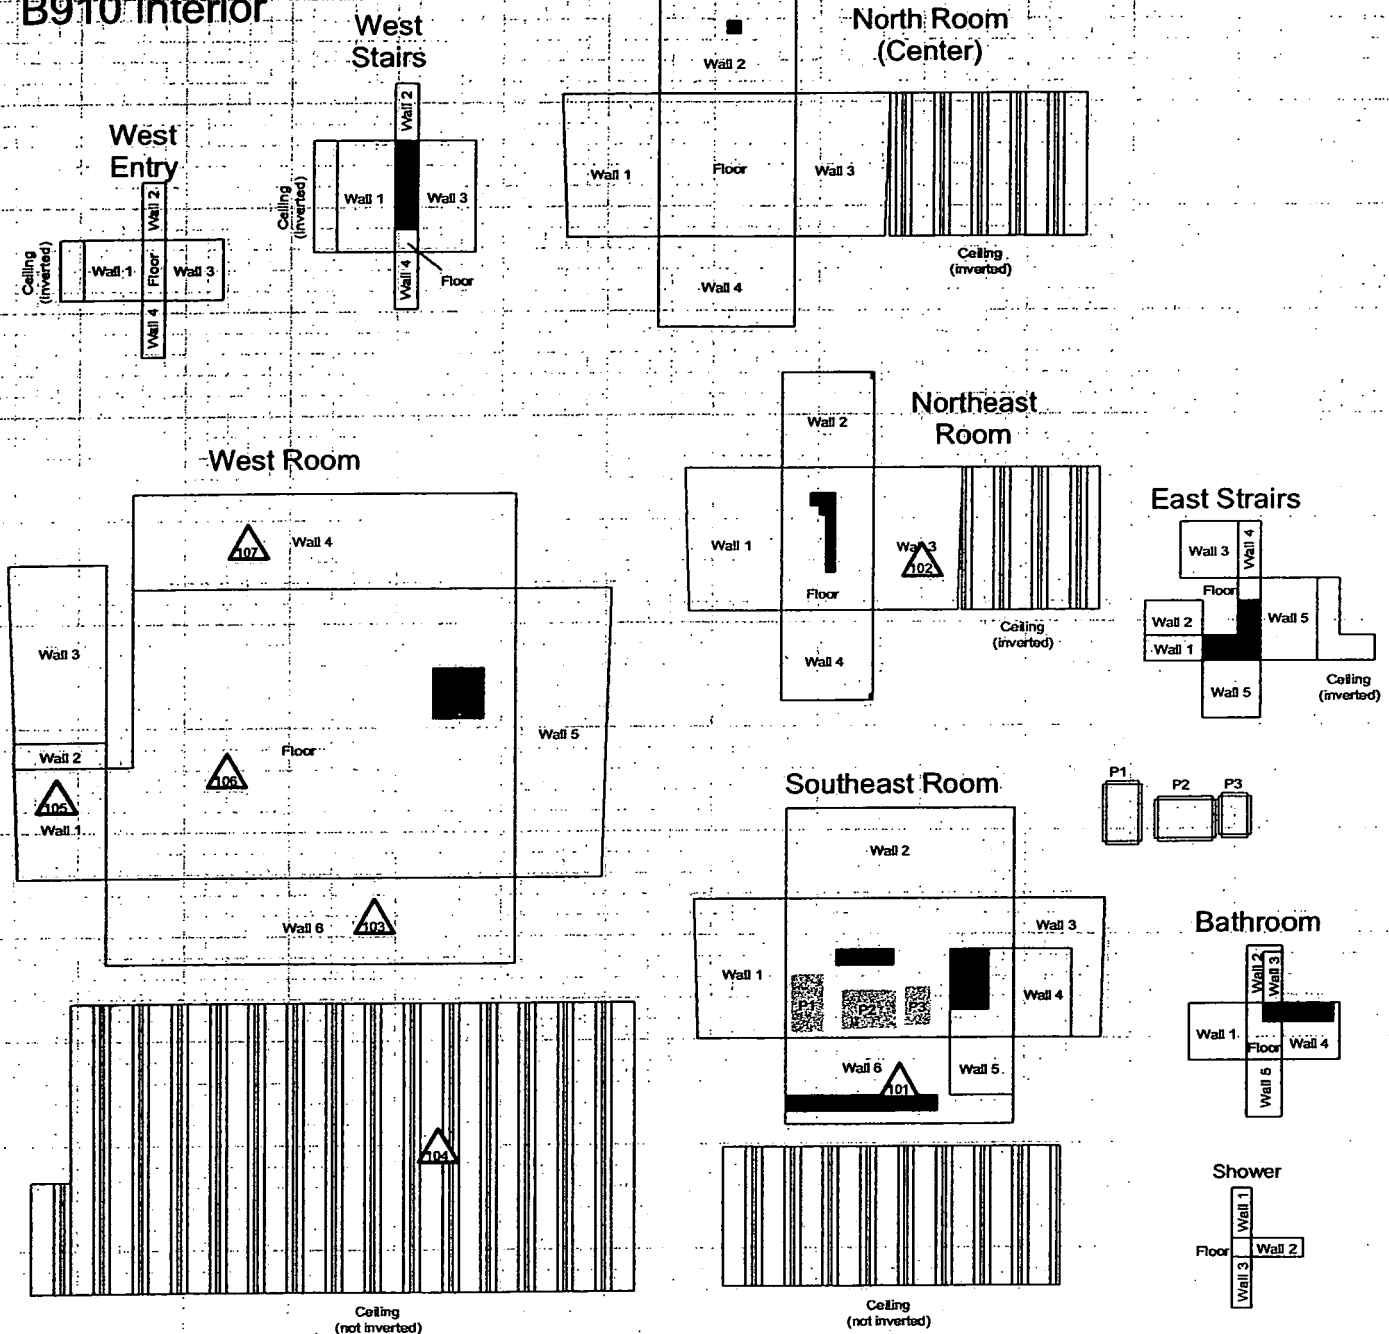 B910 Interior
West
Stairs
Wall 2
Ceiling
(inverted)
Wall 1
Wall 3
Wall 4
Floor
West
Entry
Wall 2
Ceiling
(inverted)
Wall 1
Floor
Wall 3
Wall 4
North Room
(Center)
Wall 2
Wall 1
Floor
Wall 3
Ceiling
(inverted)
Wall 4
Northeast
Room
Wall 2
Wall 1
Wall 3
102
Floor
Ceiling
(inverted)
Wall 4
East Strairs
Wall 3
Wall 4
Floor
Wall 2
Wall 5
Wall 1
Wall 5
Ceiling
(inverted)
West Room
107
Wall 4
Wall 3
Wall 5
Floor
Wall 2
106
105
Wall 1
Wall 6
103
104
Ceiling
(not inverted)
Southeast Room
Wall 2
Wall 3
Wall 1
Wall 4
P1
P2
P3
Wall 6
Wall 5
101
Ceiling
(not inverted)
P1
P2
P3
Bathroom
Wall 2
Wall 3
Wall 1
Floor
Wall 4
Wall 5
Shower
Wall 1
Floor
Wall 2
Wall 3